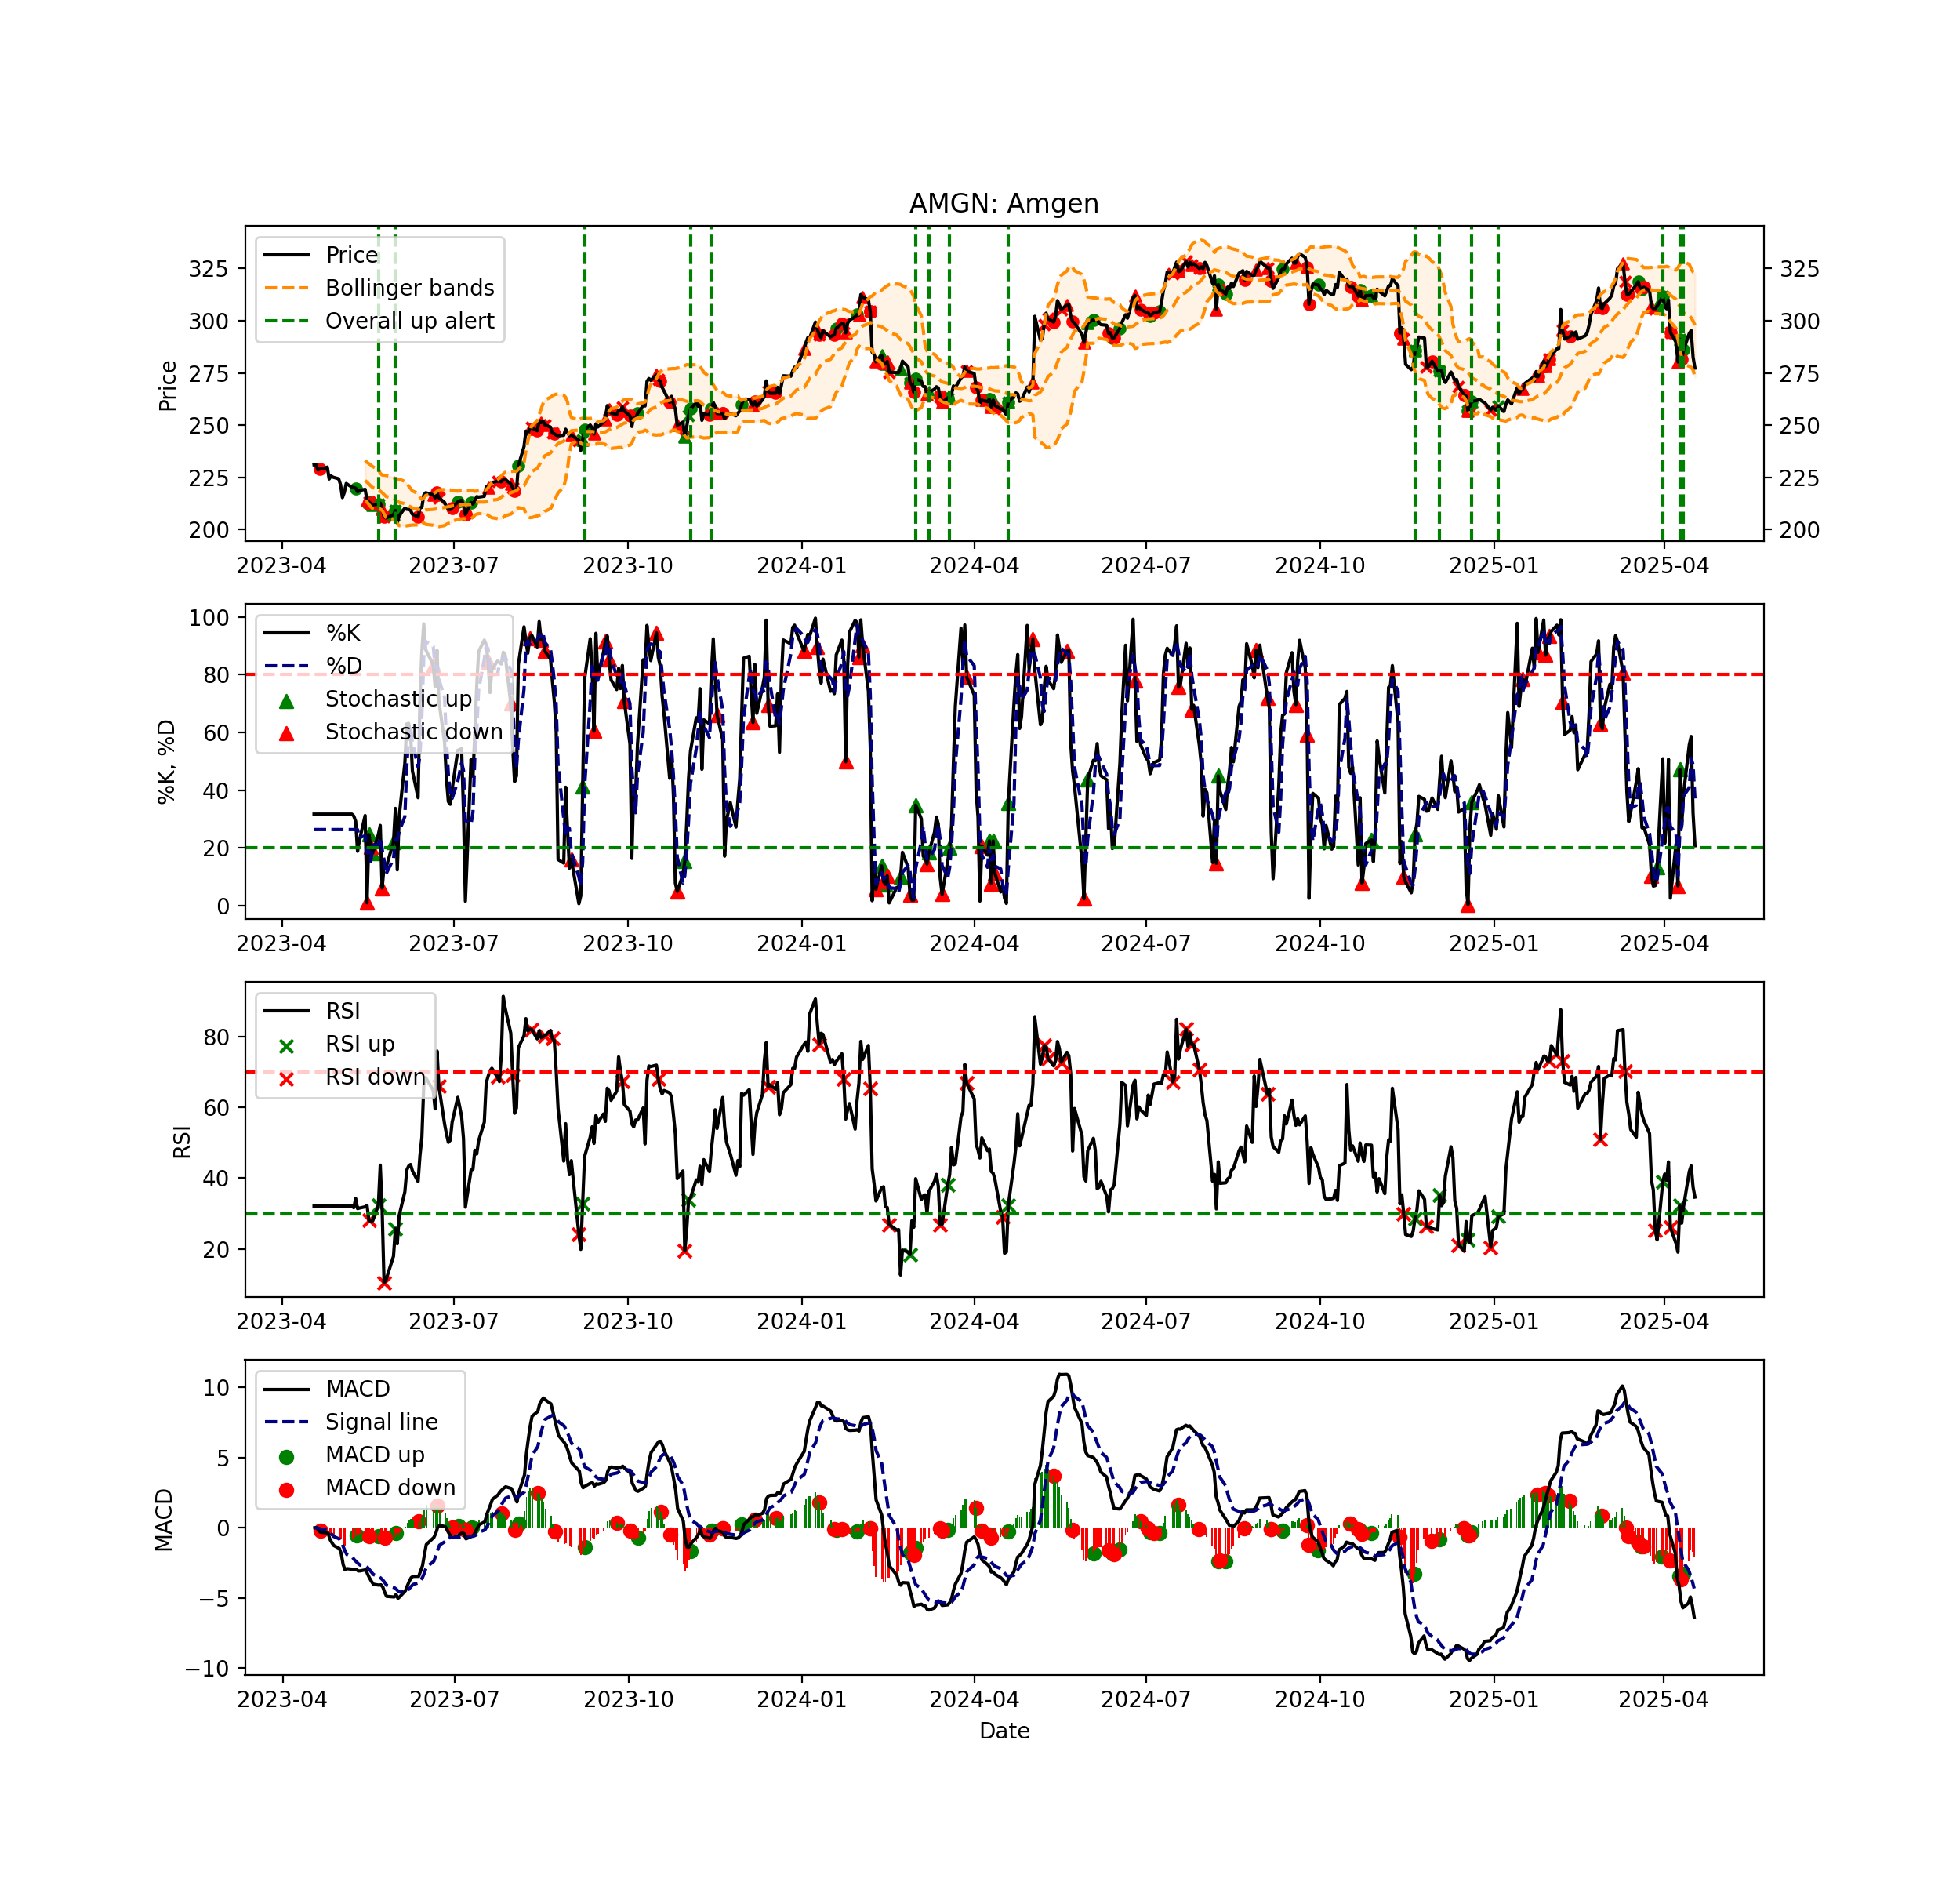 AMGN: Amgen
Price
Bollinger bands
Overall up alert
Price
325
300
275
250
225
200
325
300
275
250
225
200
2023-04 2023-07 2023-10 2024-01 2024-04 2024-07 2024-10 2025-01 2025-04
%K
%D
Stochastic up
Stochastic down
%K, %D
100
80
60
40
20
0
2023-04 2023-07 2023-10 2024-01 2024-04 2024-07 2024-10 2025-01 2025-04
RSI
RSI up
RSI down
RSI
80
60
40
20
2023-04 2023-07 2023-10 2024-01 2024-04 2024-07 2024-10 2025-01 2025-04
MACD
Signal line
MACD up
MACD down
MACD
10
5
0
−5
−10
2023-04 2023-07 2023-10 2024-01 2024-04 2024-07 2024-10 2025-01 2025-04
Date